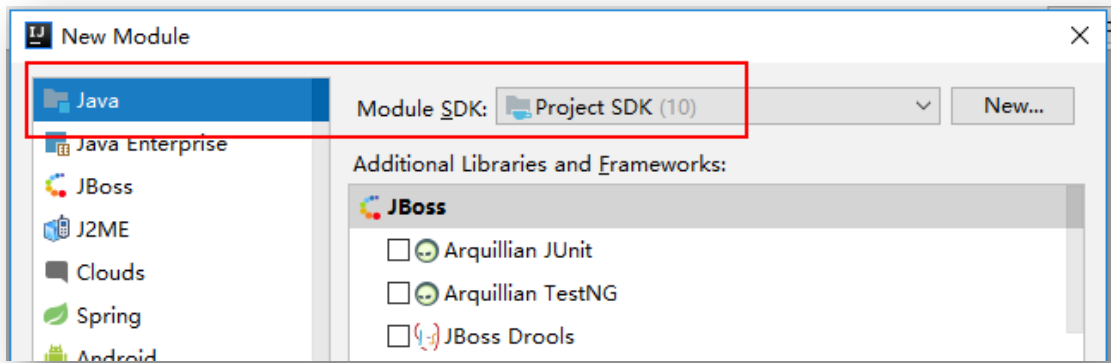 New Module
Java
Module SDK: Project SDK (10) New...
Java Enterprise
Additional Libraries and Frameworks:
JBoss
JBoss
J2ME
Arquillian JUnit
Clouds
Arquillian TestNG
Spring
JBoss Drools
Android